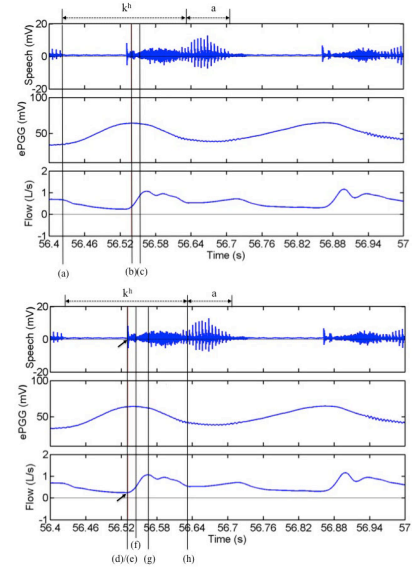 kʰ a
20
0
-20
Speech (mV)
100
50
ePGG (mV)
2
1
0
-1
Flow (L/s)
56.4 56.46 56.52 56.58 56.64 56.7 56.76 56.82 56.88 56.94 57
Time (s)
(a) (b)(c)
kʰ a
20
0
-20
Speech (mV)
100
50
ePGG (mV)
2
1
0
-1
Flow (L/s)
56.4 56.46 56.52 56.58 56.64 56.7 56.76 56.82 56.88 56.94 57
Time (s)
(f)
(d)/(e) (g) (h)